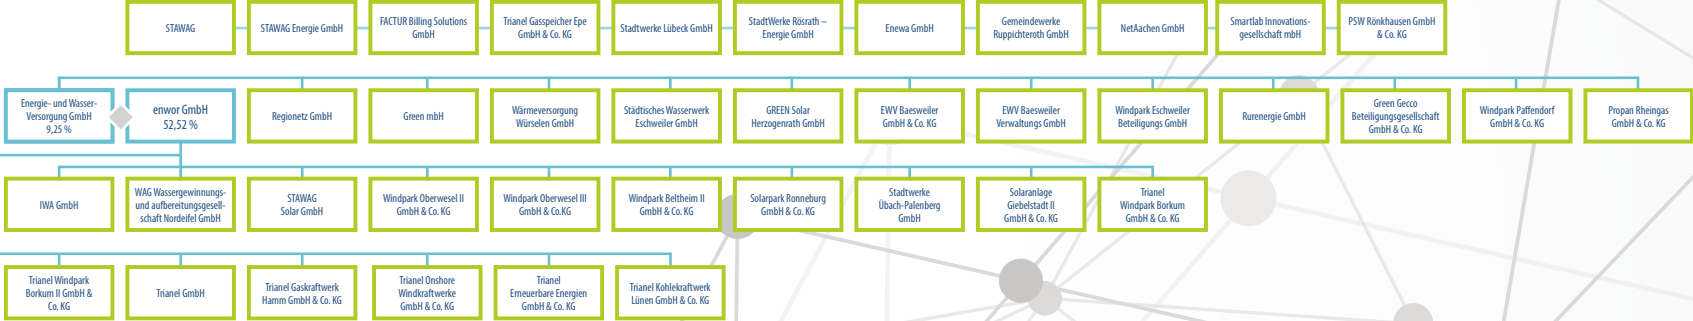 STAWAG
STAWAG Energie GmbH
FACTUR Billing Solutions
GmbH
Trianel Gasspeicher Epe
GmbH & Co. KG
Stadtwerke Lübeck GmbH
StadtWerke Rösrath –
Energie GmbH
Enewa GmbH
Gemeindewerke
Ruppichteroth GmbH
NetAachen GmbH
Smartlab Innovations-
gesellschaft mbH
PSW Rönkhausen GmbH
& Co. KG
Energie- und Wasser-
Versorgung GmbH
9,25 %
enwor GmbH
52,52 %
Regionetz GmbH
Green mbH
Wärmeversorgung
Würselen GmbH
Städtisches Wasserwerk
Eschweiler GmbH
GREEN Solar
Herzogenrath GmbH
EWV Baesweiler
GmbH & Co. KG
EWV Baesweiler
Verwaltungs GmbH
Windpark Eschweiler
Beteiligungs GmbH
Rurenergie GmbH
Green Gecco
Beteiligungsgesellschaft
GmbH & Co. KG
Windpark Paffendorf
GmbH & Co. KG
Propan Rheingas
GmbH & Co. KG
IWA GmbH
WAG Wassergewinnungs-
und aufbereitungsgesell-
schaft Nordeifel GmbH
STAWAG
Solar GmbH
Windpark Oberwesel II
GmbH & Co. KG
Windpark Oberwesel III
GmbH & Co.KG
Windpark Beltheim II
GmbH & Co. KG
Solarpark Ronneburg
GmbH & Co. KG
Stadtwerke
Übach-Palenberg
GmbH
Solaranlage
Giebelstadt II
GmbH & Co. KG
Trianel
Windpark Borkum
GmbH & Co. KG
Trianel Windpark
Borkum II GmbH &
Co. KG
Trianel GmbH
Trianel Gaskraftwerk
Hamm GmbH & Co. KG
Trianel Onshore
Windkraftwerke
GmbH & Co. KG
Trianel
Erneuerbare Energien
GmbH & Co. KG
Trianel Kohlekraftwerk
Lünen GmbH & Co. KG